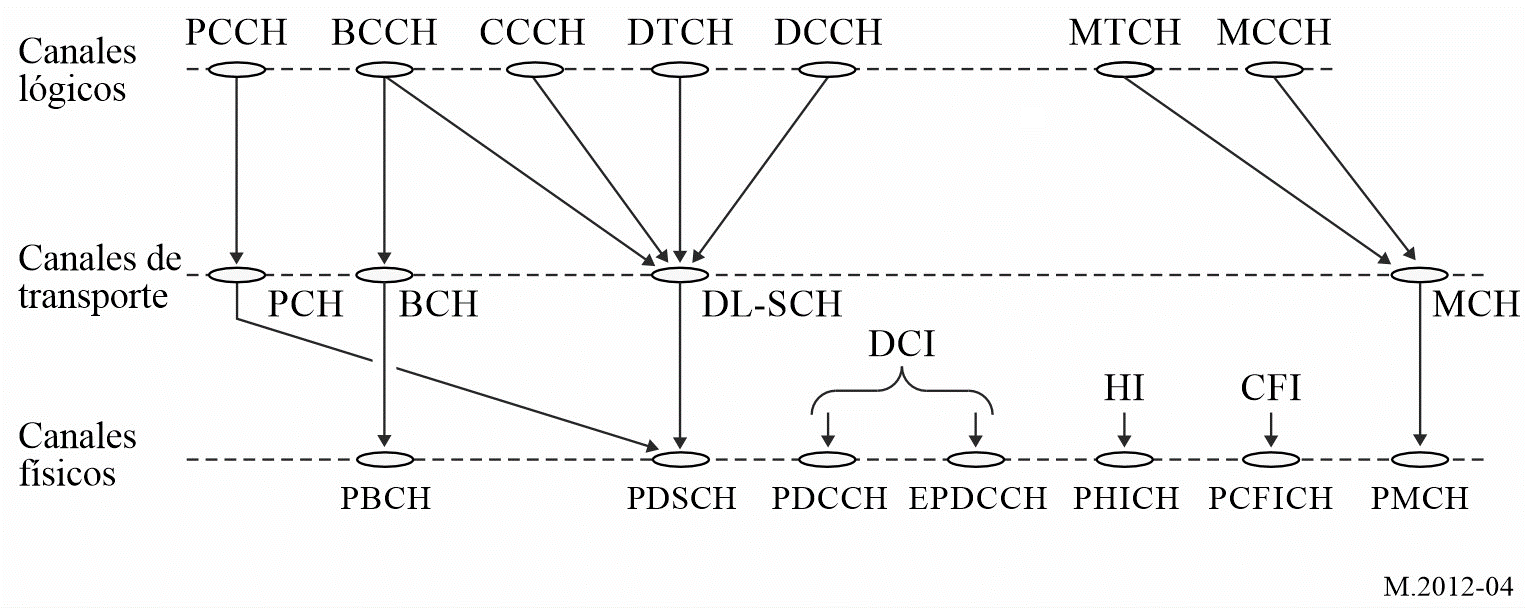 Canales
lógicos
PCCH BCCH CCCH DTCH DCCH MTCH MCCH
Canales de
transporte
PCH BCH DL-SCH MCH
DCI
HI CFI
Canales
físicos
PBCH PDSCH PDCCH EPDCCH PHICH PCFICH PMCH
M.2012-04